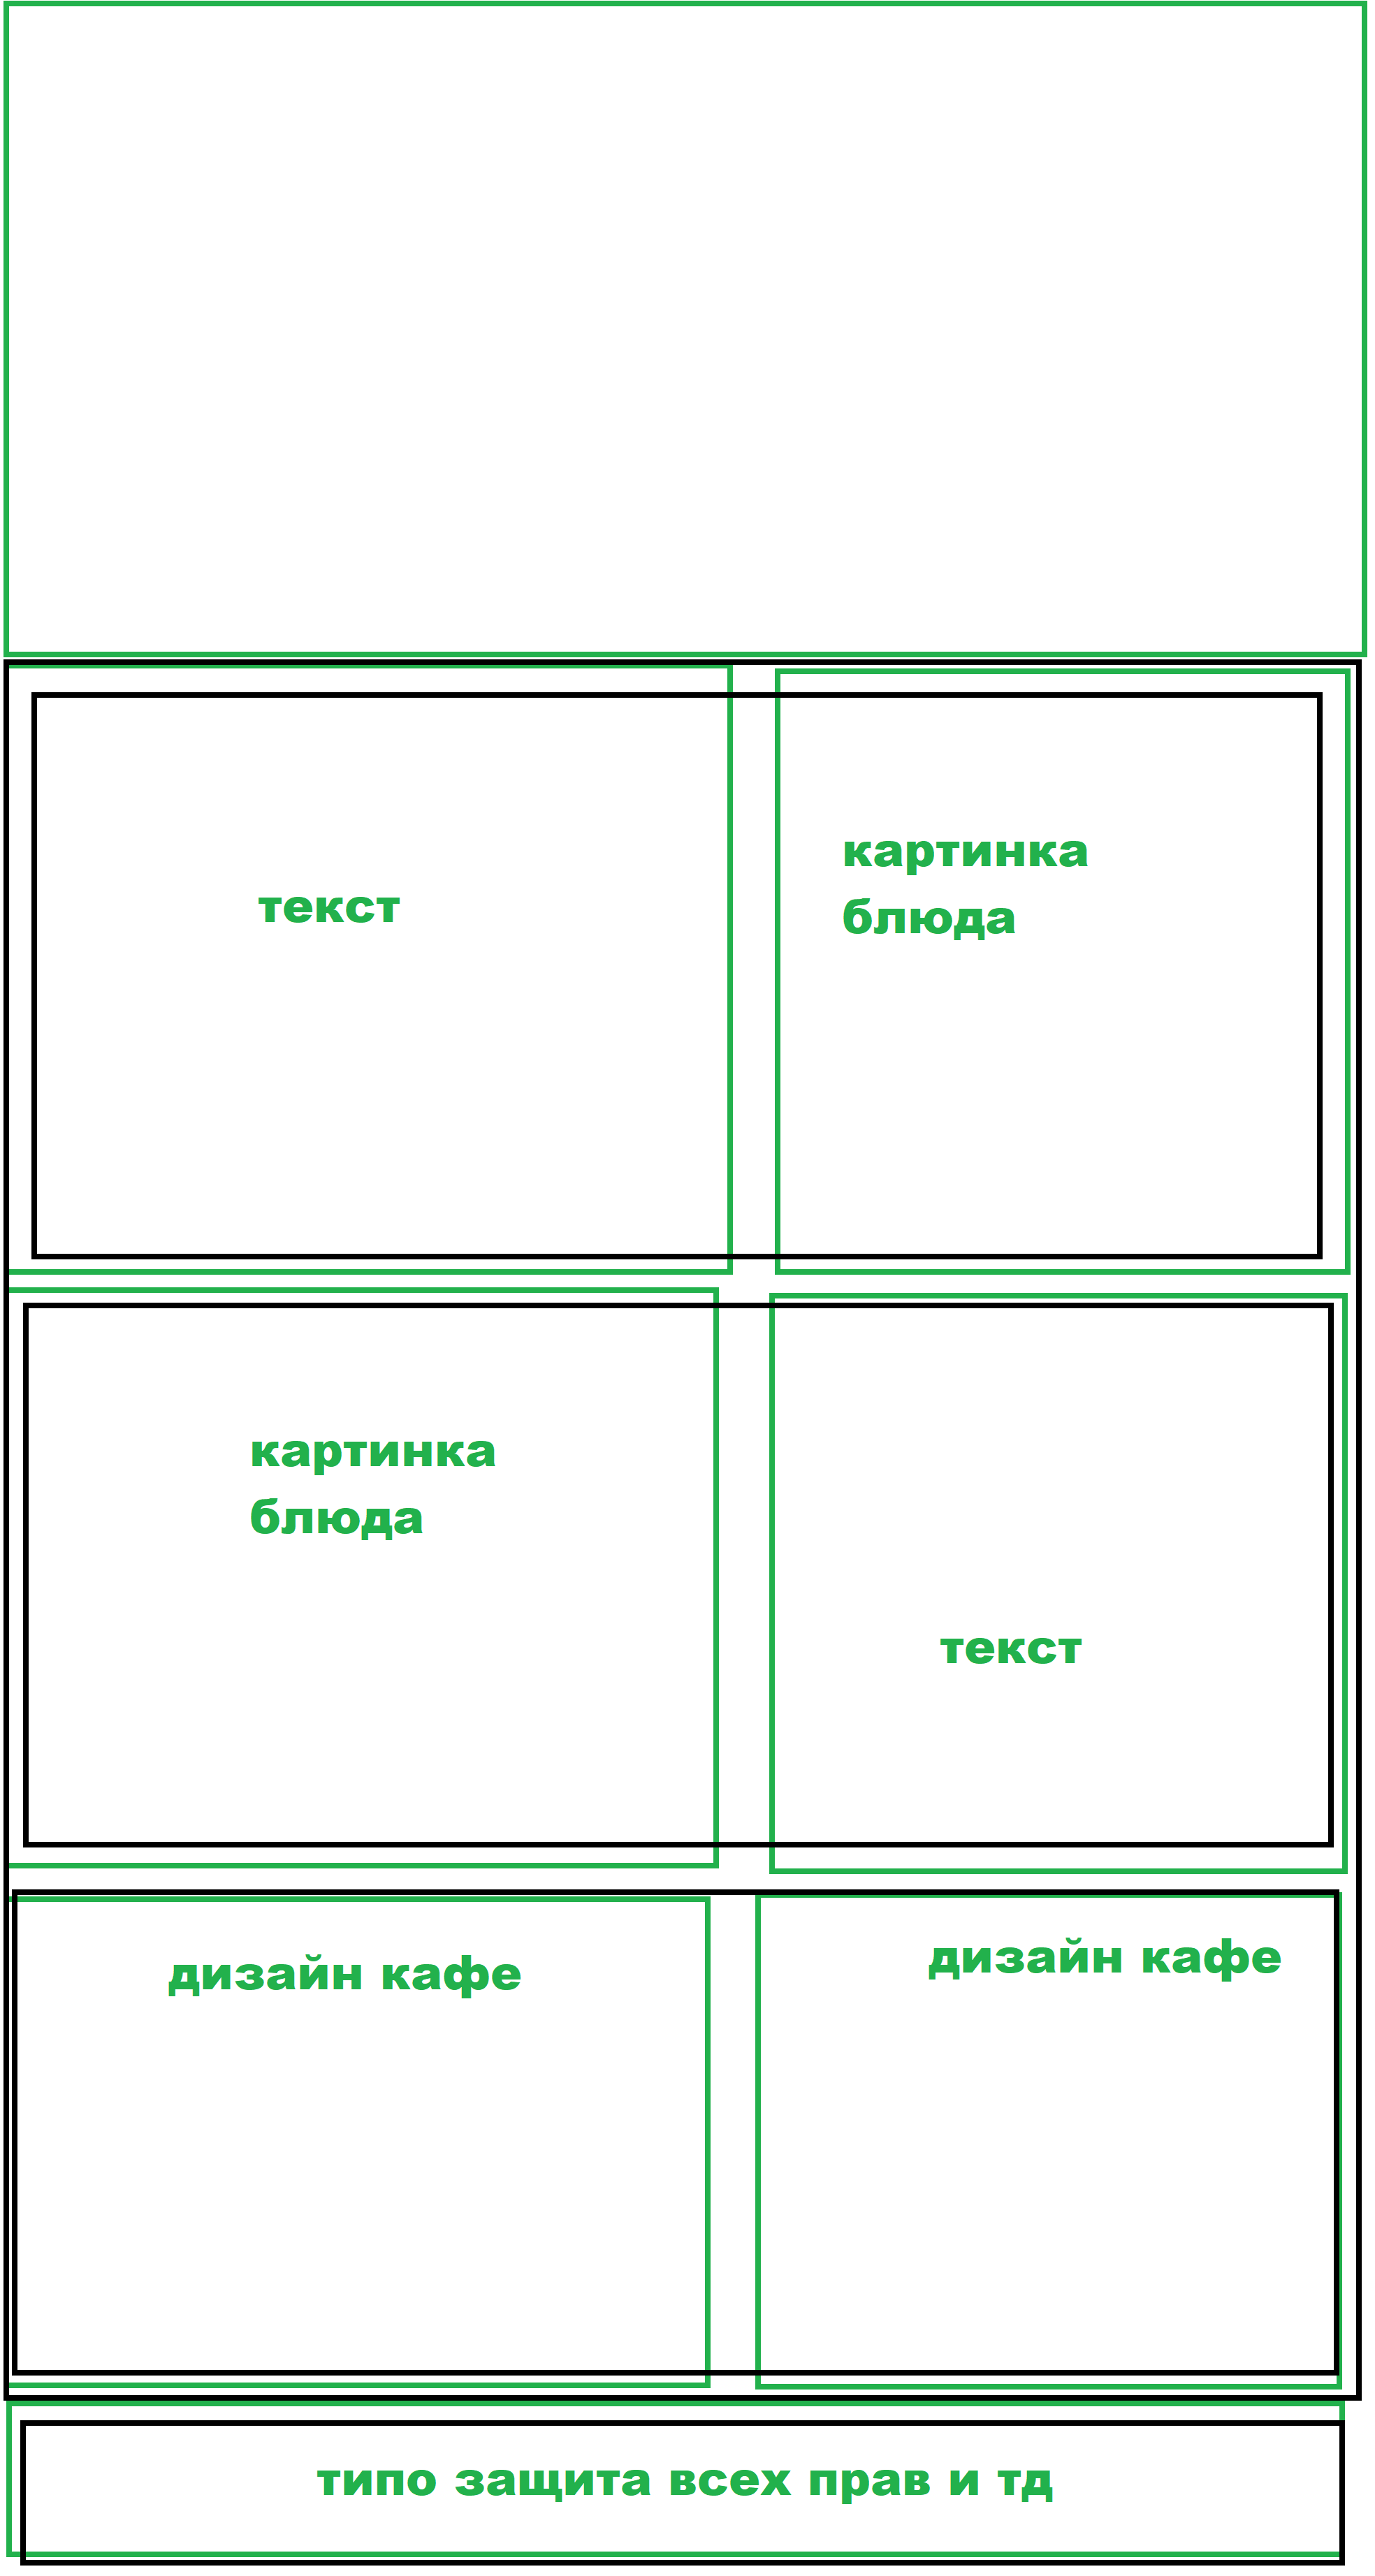 текст
картинка
блюда
картинка
блюда
текст
дизайн кафе
дизайн кафе
типо защита всех прав и тд